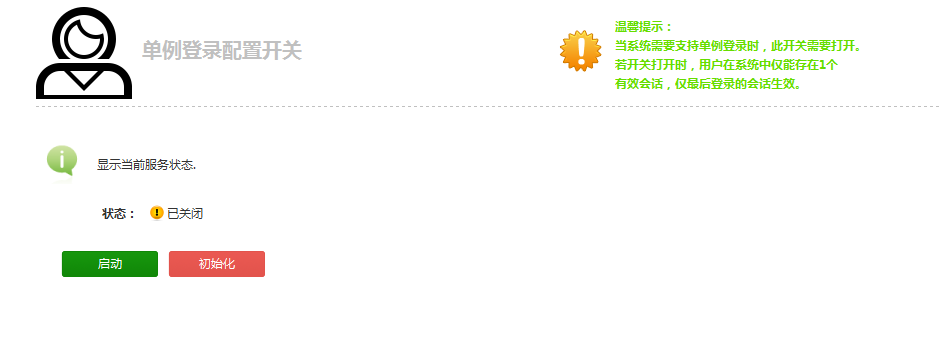 单例登录配置开关
温馨提示：
当系统需要支持单例登录时，此开关需要打开。
若开关打开时，用户在系统中仅能存在1个
有效会话，仅最后登录的会话生效。
显示当前服务状态.
状态： 已关闭
启动 初始化